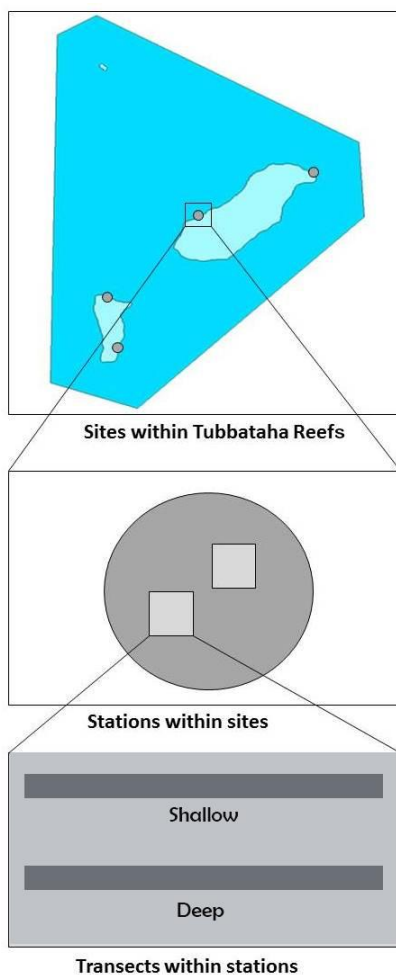 Sites within Tubbataha Reefs
Stations within sites
Shallow
Deep
Transects within stations